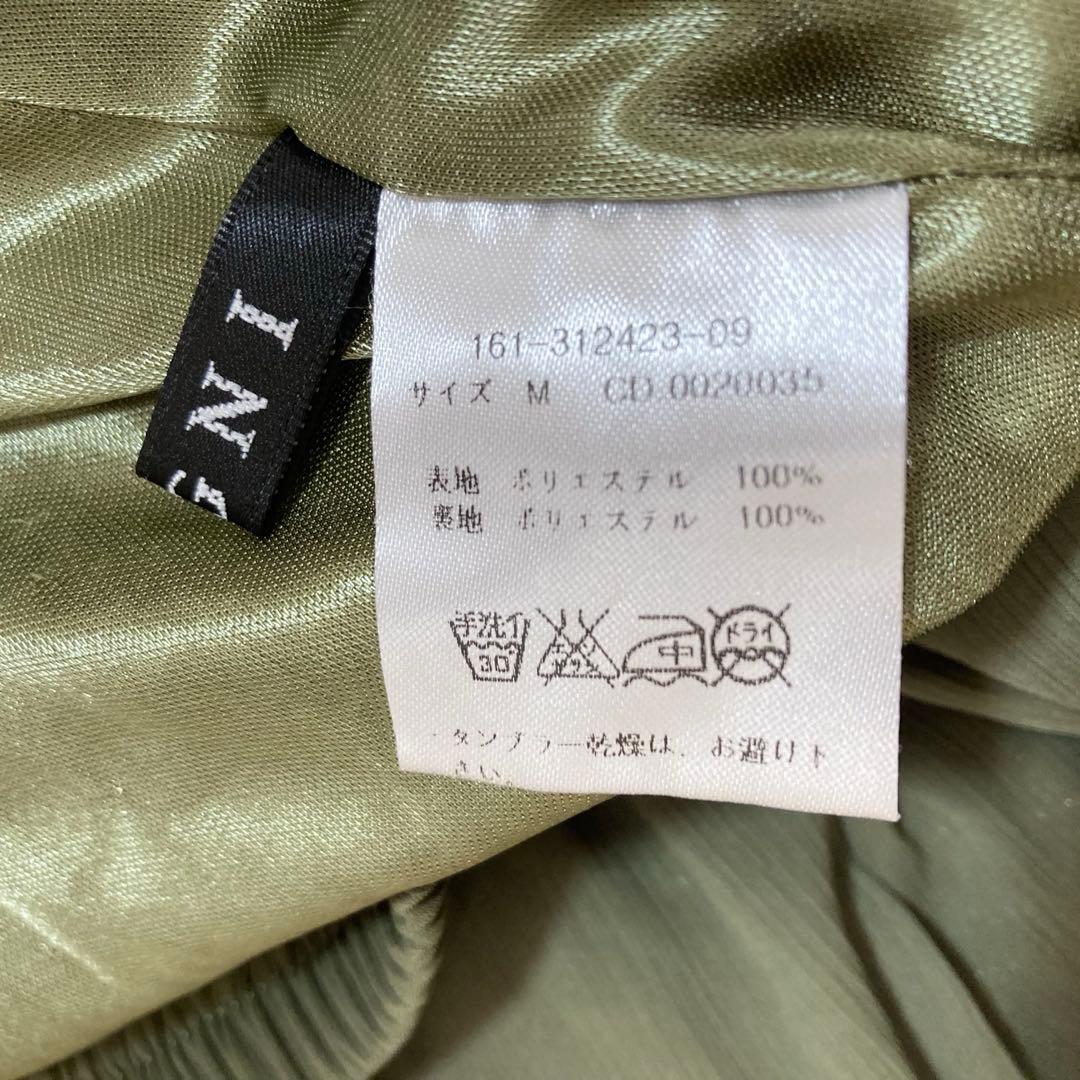 INI
161-312423-09
サイズ M CD 0020035
表地 ポリエステル 100%
裏地 ポリエステル 100%
手洗イ 30 中 ドライ
タンブラー乾燥は、お避け下
さい。